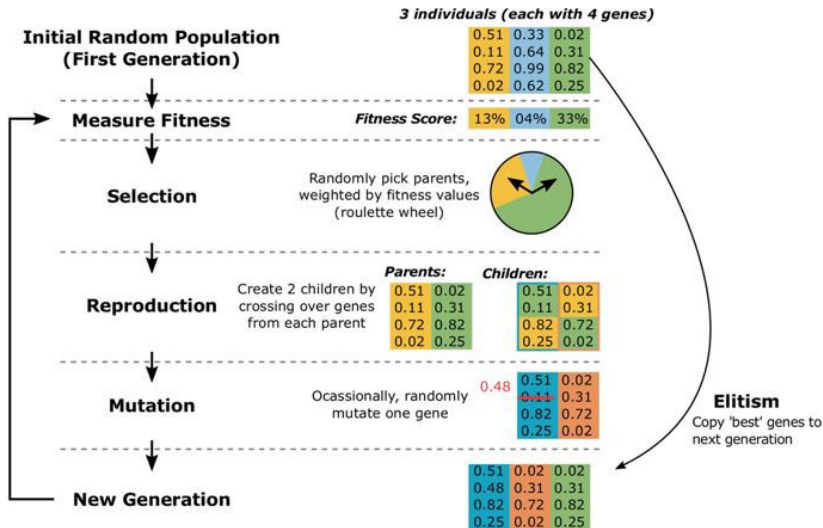 3 individuals (each with 4 genes)
Initial Random Population
(First Generation)
0.51 0.33 0.02
0.11 0.64 0.31
0.72 0.99 0.82
0.02 0.62 0.25
Measure Fitness
Fitness Score:
13% 04% 33%
Selection
Randomly pick parents,
weighted by fitness values
(roulette wheel)
Reproduction
Create 2 children by
crossing over genes
from each parent
Parents:
0.51 0.02
0.11 0.31
0.72 0.82
0.02 0.25
Children:
0.51 0.02
0.11 0.31
0.82 0.72
0.25 0.02
Mutation
Ocassionally, randomly
mutate one gene
0.48
0.51 0.02
0.11 0.31
0.82 0.72
0.25 0.02
Elitism
Copy 'best' genes to
next generation
New Generation
0.51 0.02 0.02
0.48 0.31 0.31
0.82 0.72 0.82
0.25 0.02 0.25